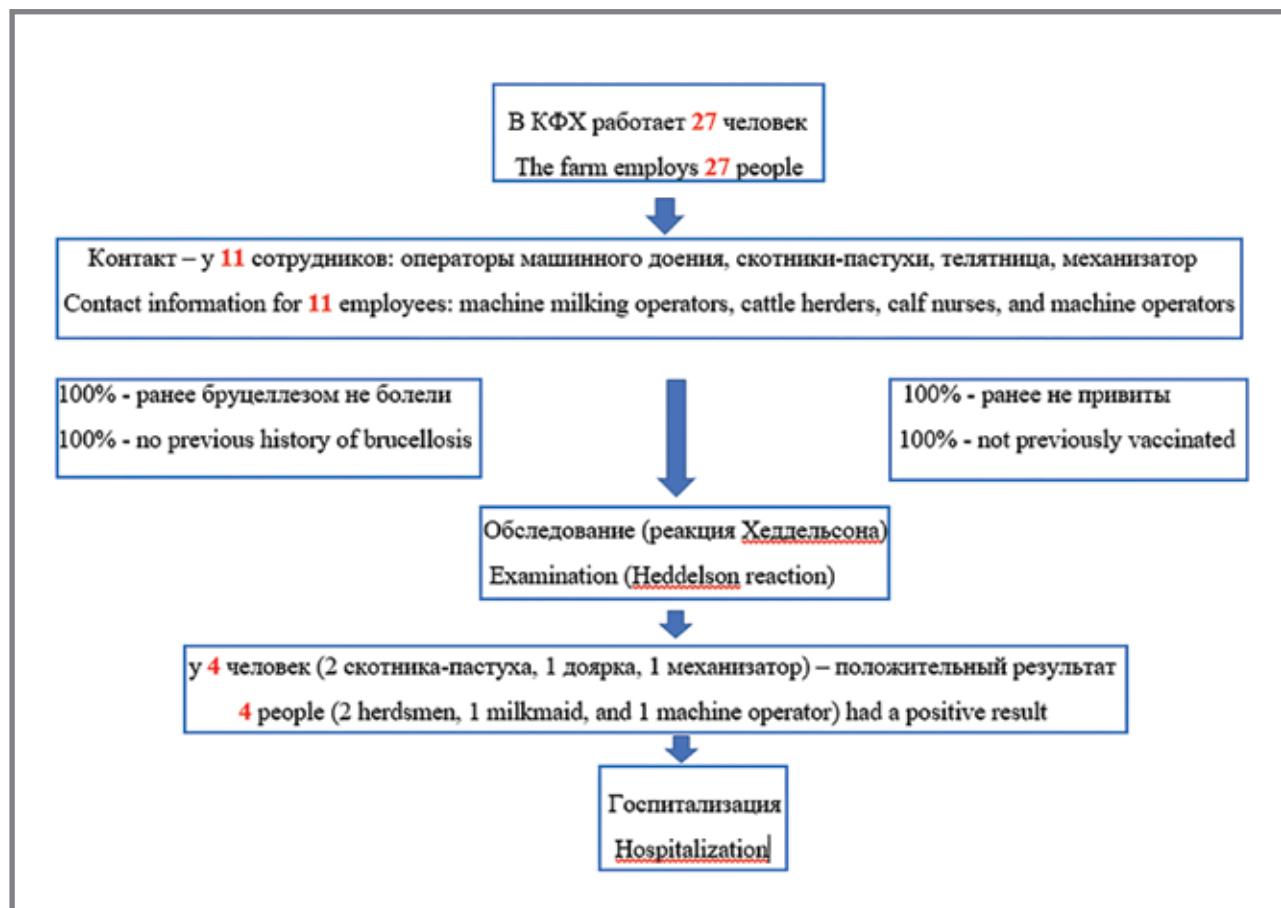 В КФХ работает 27 человек
The farm employs 27 people
Контакт – у 11 сотрудников: операторы машинного доения, скотники-пастухи, телятница, механизатор
Contact information for 11 employees: machine milking operators, cattle herders, calf nurses, and machine operators
100% - ранее бруцеллезом не болели
100% - no previous history of brucellosis
100% - ранее не привиты
100% - not previously vaccinated
Обследование (реакция Хеддельсона)
Examination (Heddelson reaction)
у 4 человек (2 скотника-пастуха, 1 доярка, 1 механизатор) – положительный результат
4 people (2 herdsmen, 1 milkmaid, and 1 machine operator) had a positive result
Госпитализация
Hospitalization